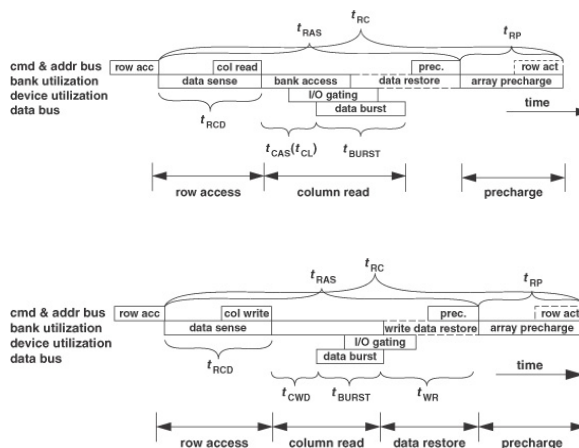 tRC
tRAS
tRP
cmd & addr bus row acc col read prec. row act
bank utilization data sense bank access data restore array precharge
device utilization I/O gating
data bus data burst
time
tRCD
tCAS(tCL) tBURST
row access column read precharge
tRC
tRAS
tRP
cmd & addr bus row acc col write prec. row act
bank utilization data sense write data restore array precharge
device utilization I/O gating
data bus data burst
time
tRCD
tCWD tBURST tWR
row access column read data restore precharge